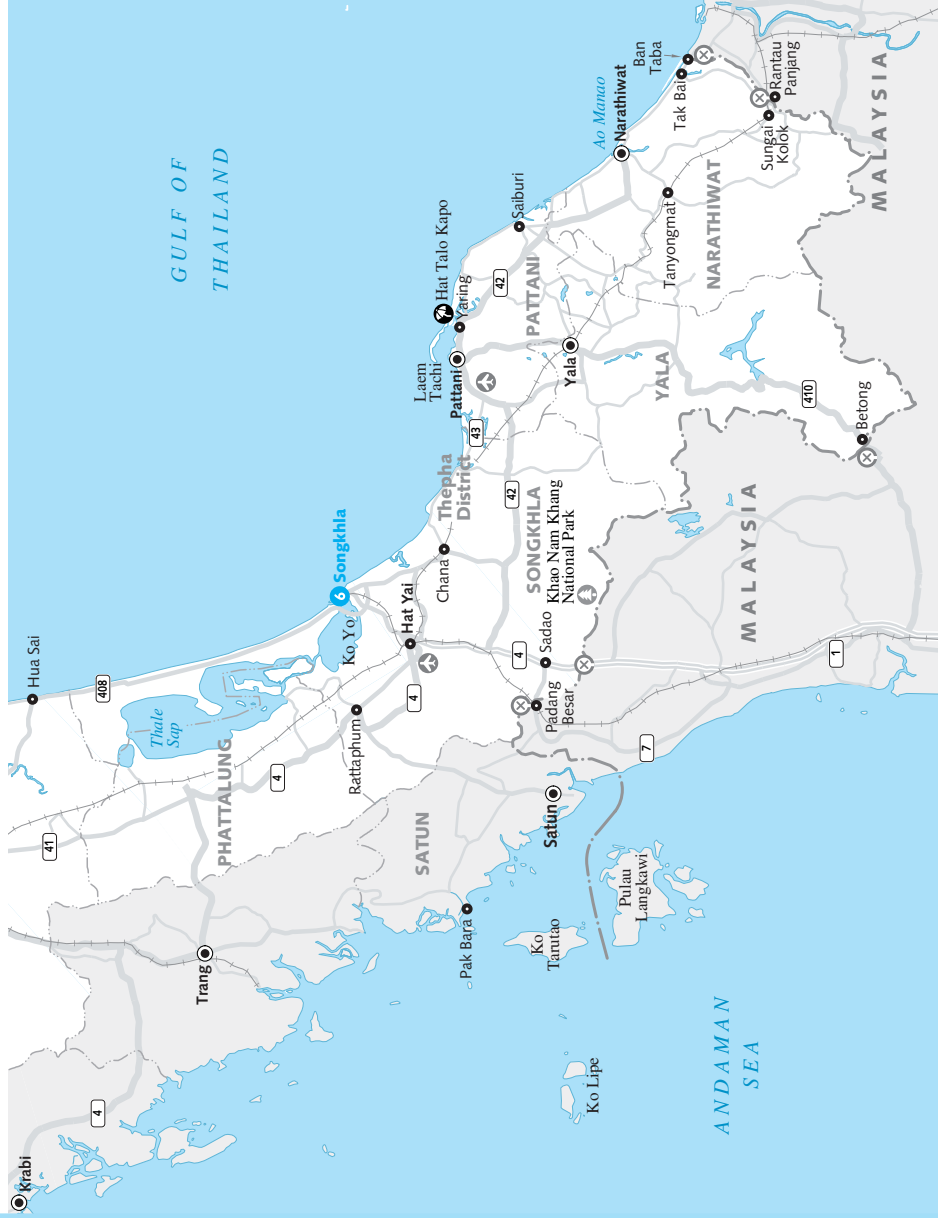 GULF OF
THAILAND
Hua Sai
408
Thale
Sap
41
PHATTALUNG
4
Rattaphum
4
Ko Yo
6
Songkhla
Hat Yai
Chana
Thepha
District
43
Laem
Tachi
Pattani
Hat Talo Kapo
Yaring
42
Saiburi
PATTANI
Ao Manao
Narathiwat
Ban
Taba
Tak Bai
Rantau
Panjang
Sungai
Kolok
MALAYSIA
NARATHIWAT
Tanyongmat
Yala
YALA
410
Betong
42
SONGKHLA
Khao Nam Khang
National Park
4
Sadao
Padang
Besar
MALAYSIA
1
7
SATUN
Satun
Pak Bara
Ko
Tarutao
Pulau
Langkawi
Trang
4
Krabi
Ko Lipe
ANDAMAN
SEA